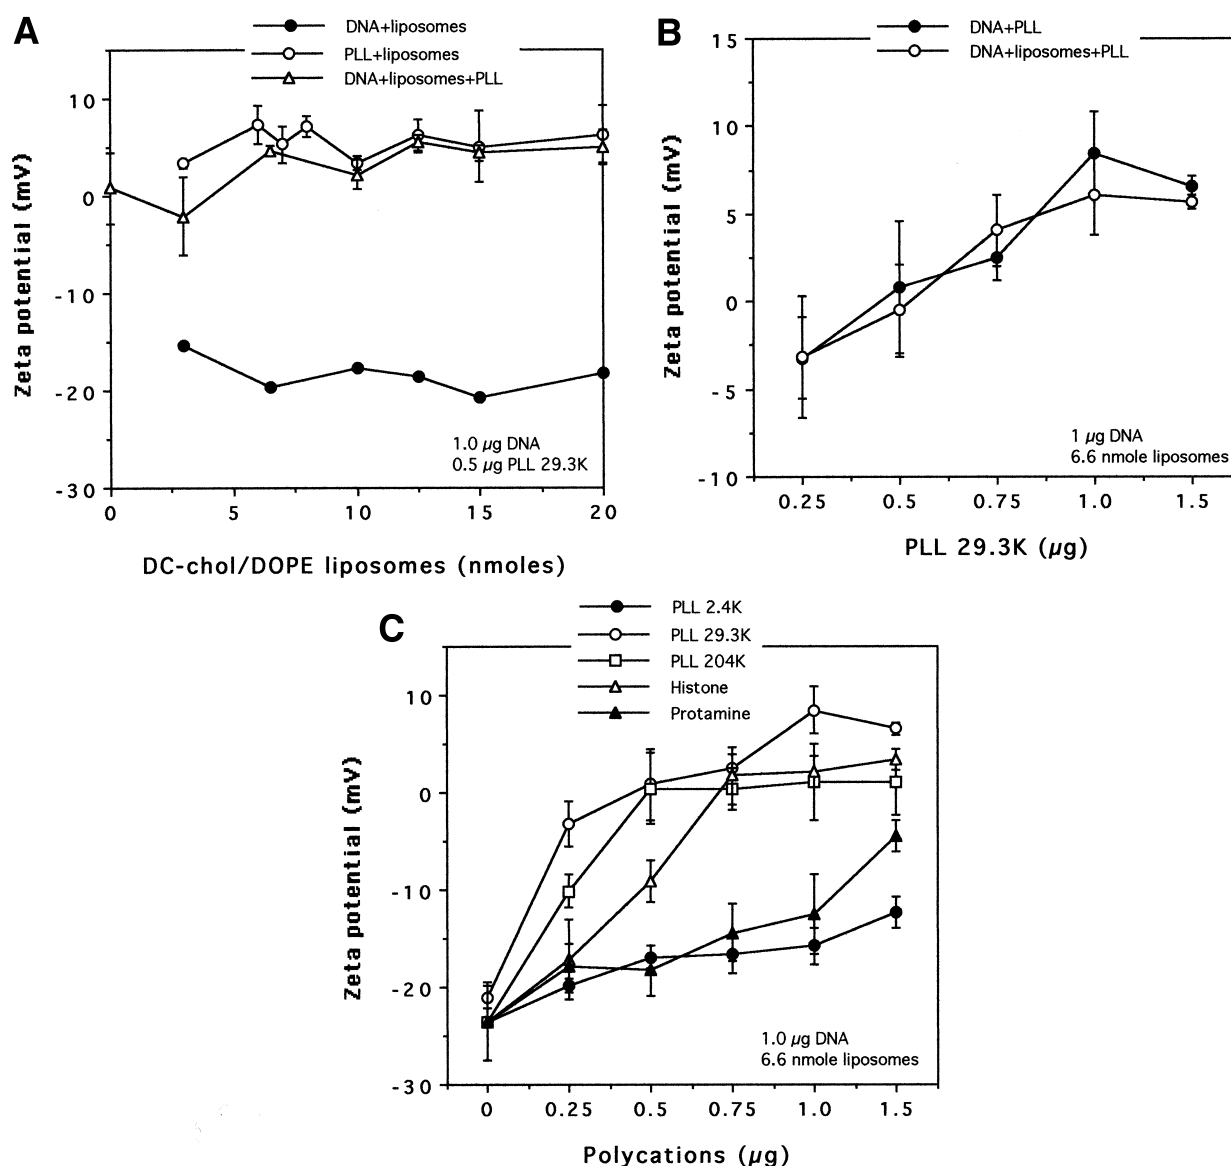 A
DNA+liposomes
PLL+liposomes
DNA+liposomes+PLL
10
0
-10
-20
-30
Zeta potential (mV)
1.0 µg DNA
0.5 µg PLL 29.3K
0 5 10 15 20
DC-chol/DOPE liposomes (nmoles)
B
DNA+PLL
DNA+liposomes+PLL
15
10
5
0
-5
-10
Zeta potential (mV)
1 µg DNA
6.6 nmole liposomes
0.25 0.5 0.75 1.0 1.5
PLL 29.3K (µg)
C
PLL 2.4K
PLL 29.3K
PLL 204K
Histone
Protamine
10
0
-10
-20
-30
Zeta potential (mV)
1.0 µg DNA
6.6 nmole liposomes
0 0.25 0.5 0.75 1.0 1.5
Polycations (µg)